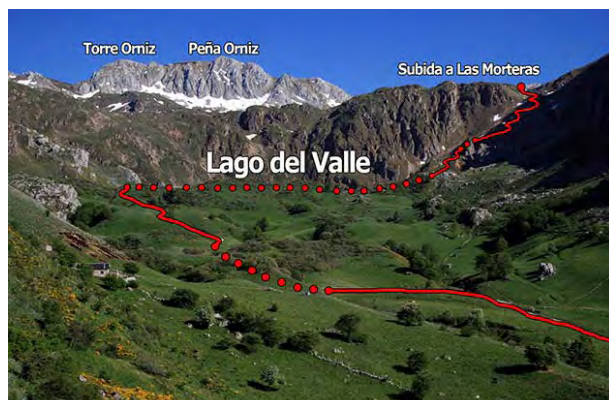 Torre Orniz
Peña Orniz
Subida a Las Morteras
Lago del Valle